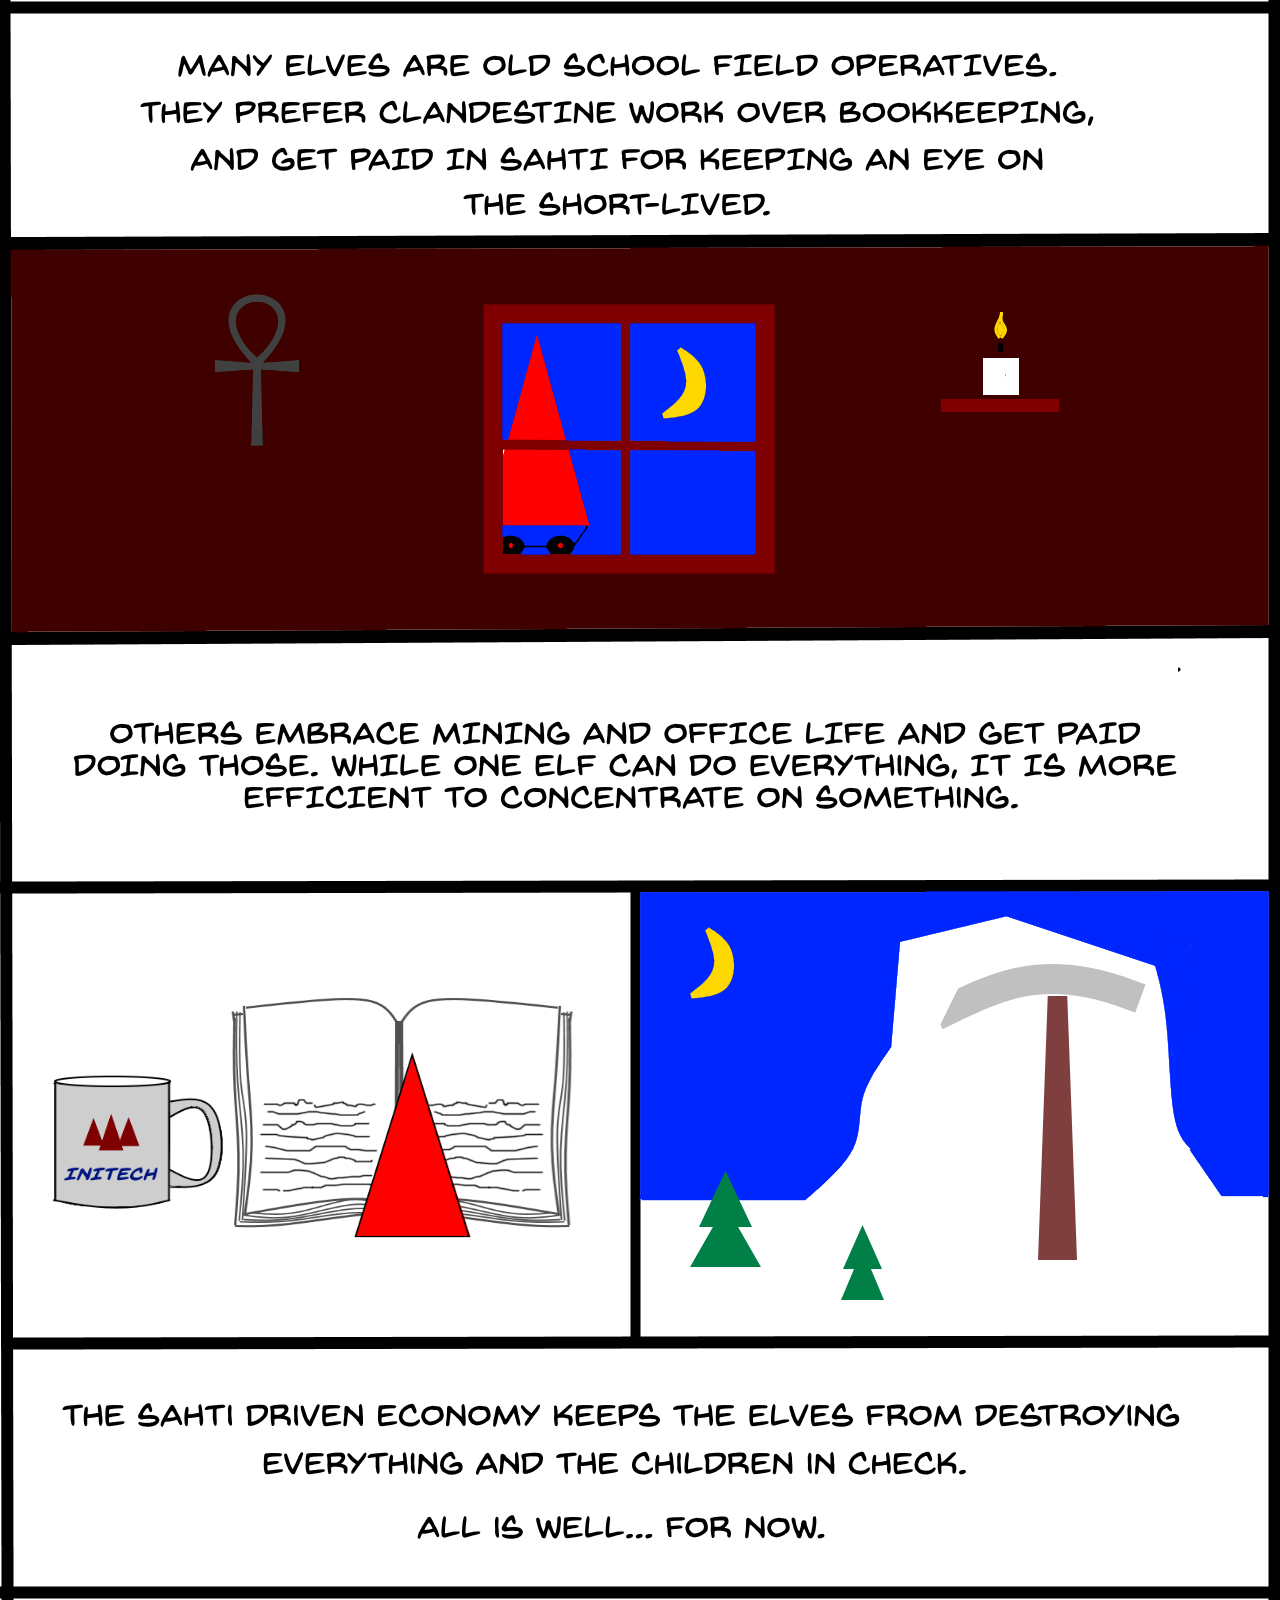 MANY ELVES ARE OLD SCHOOL FIELD OPERATIVES.
THEY PREFER CLANDESTINE WORK OVER BOOKKEEPING,
AND GET PAID IN SAHTI FOR KEEPING AN EYE ON
THE SHORT-LIVED.
OTHERS EMBRACE MINING AND OFFICE LIFE AND GET PAID
DOING THOSE. WHILE ONE ELF CAN DO EVERYTHING, IT IS MORE
EFFICIENT TO CONCENTRATE ON SOMETHING.
INITECH
THE SAHTI DRIVEN ECONOMY KEEPS THE ELVES FROM DESTROYING
EVERYTHING AND THE CHILDREN IN CHECK.
ALL IS WELL... FOR NOW.